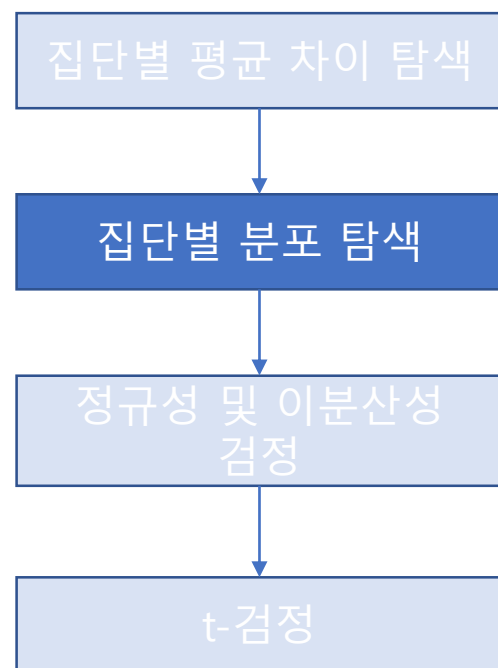 집단별 평균 차이 탐색
집단별 분포 탐색
정규성 및 이분산성
검정
t-검정